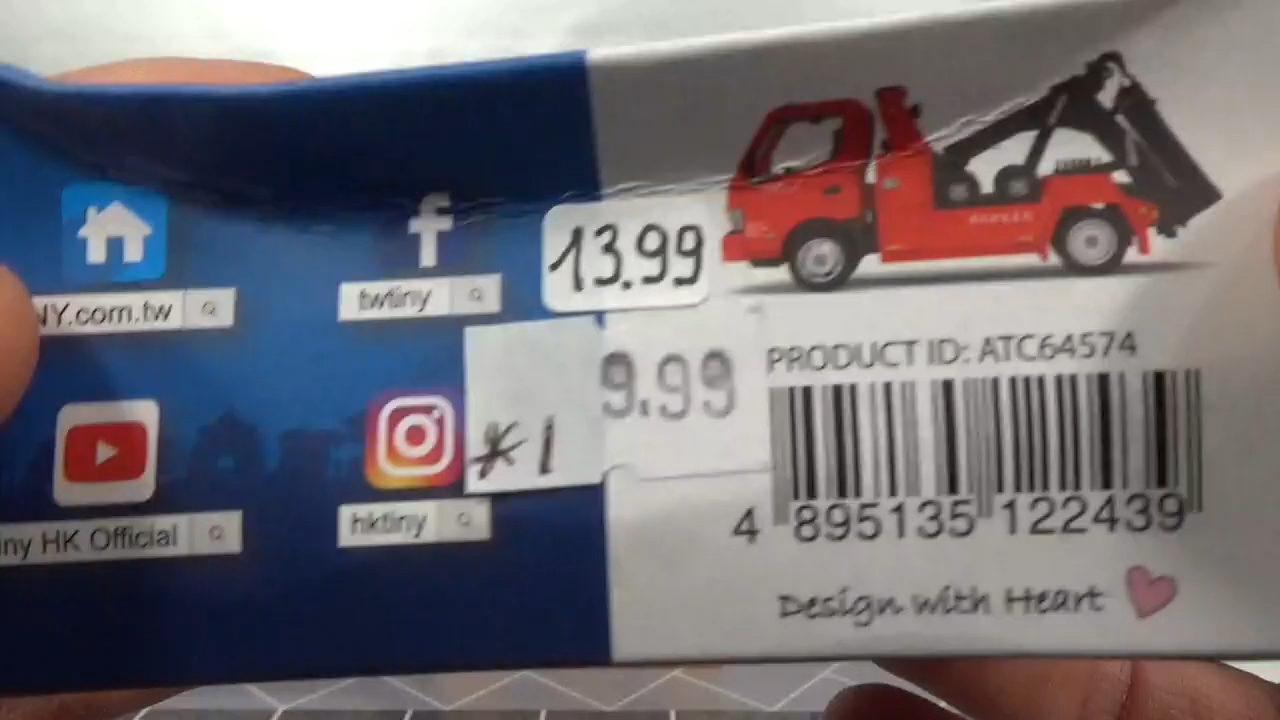 13.99
NY.com.tw
twtiny
9.99
*1
PRODUCT ID: ATC64574
iny HK Official
hktiny
4 895135 122439
Design with Heart